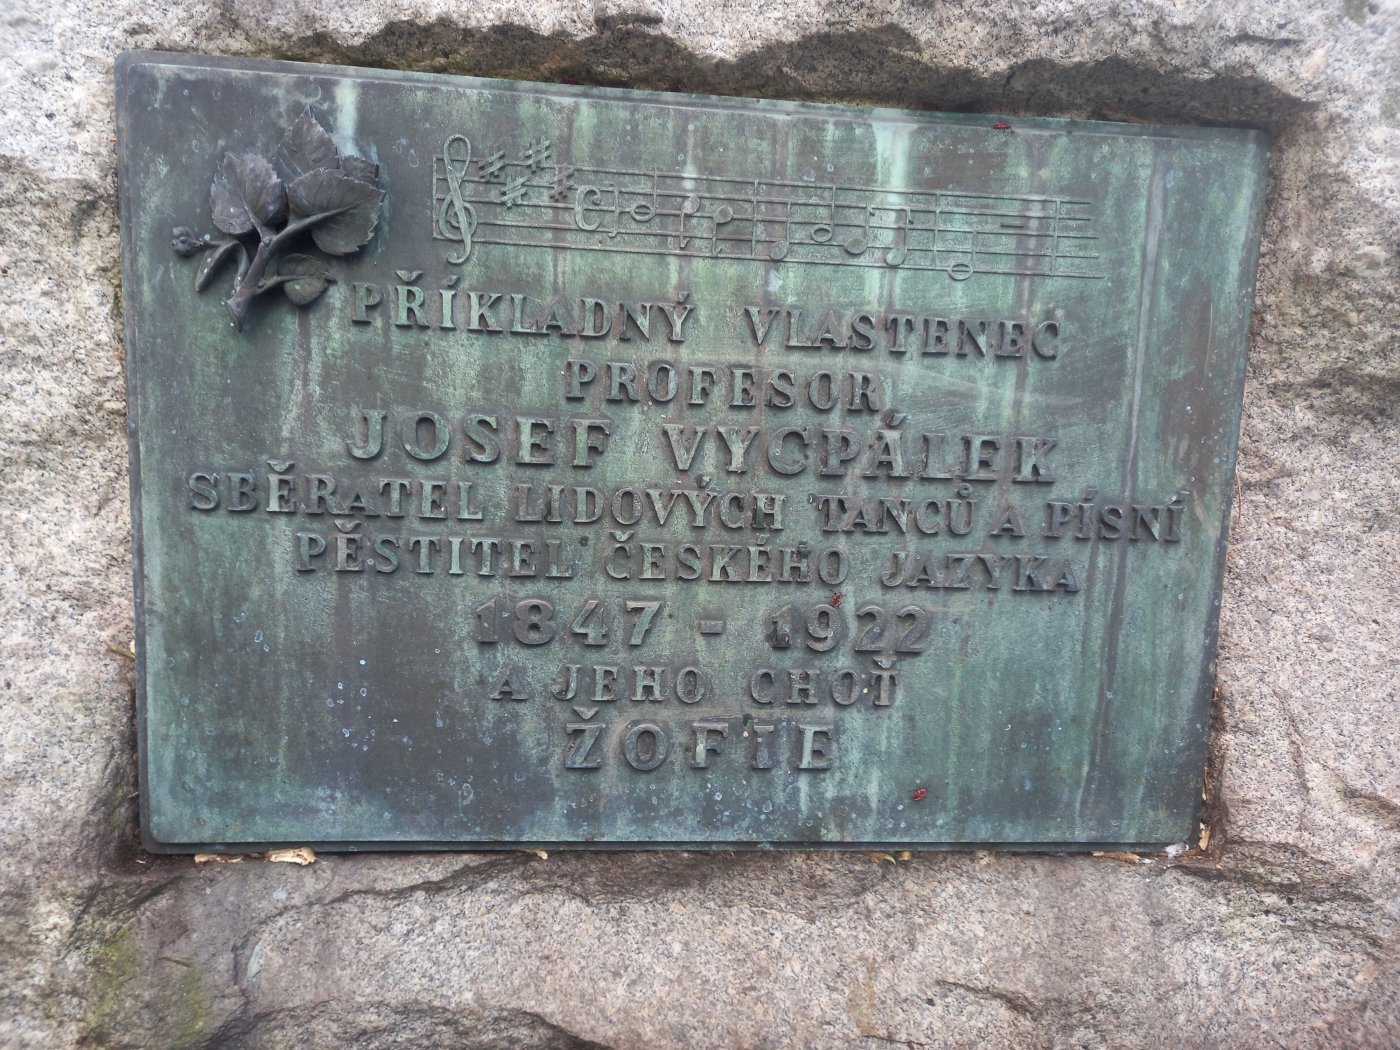 PŘÍKLADNÝ VLASTENEC
PROFESOR
JOSEF VYCPÁLEK
SBĚRATEL LIDOVÝCH TANCŮ A PÍSNÍ
PĚSTITEL ČESKÉHO JAZYKA
1847 - 1922
A JEHO CHOŤ
ŽOFIE